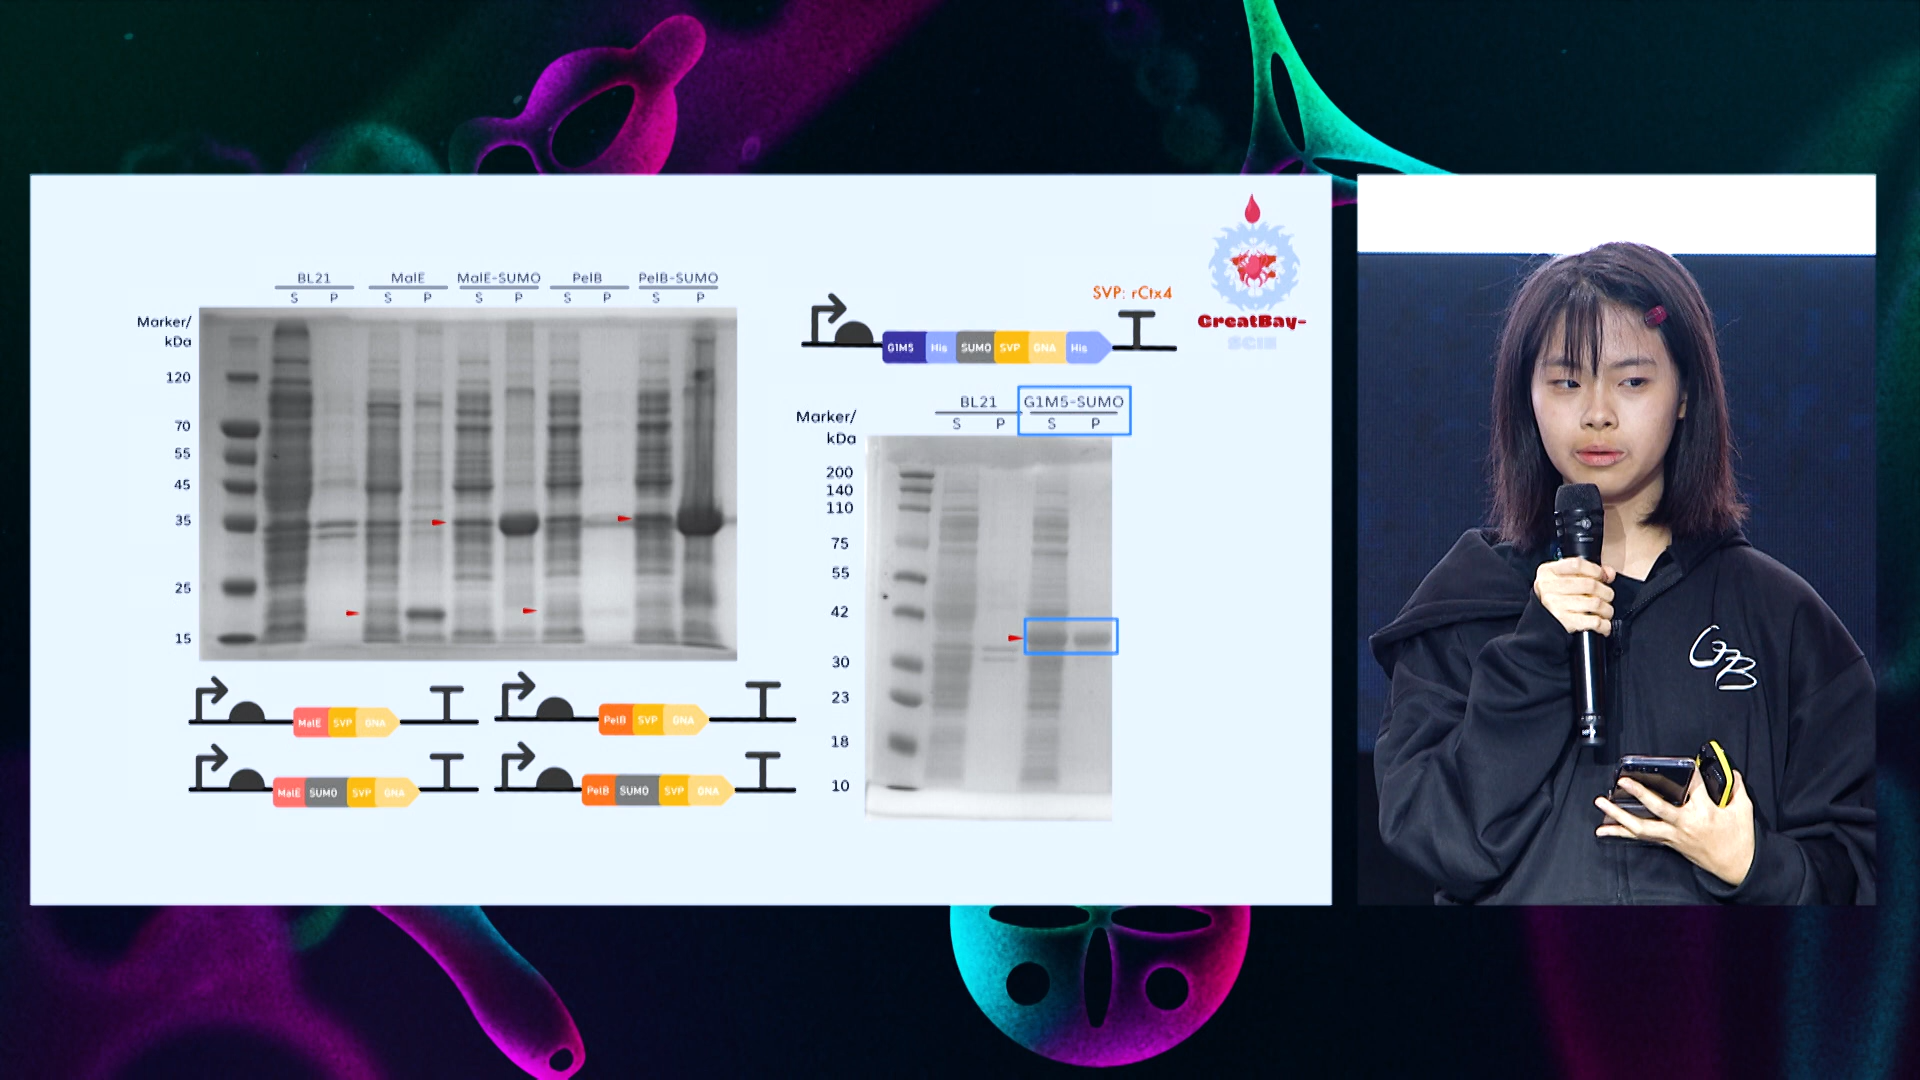 BL21 MalE MalE-SUMO PelB PelB-SUMO
S P S P S P S P S P
Marker/
kDa
120
70
55
45
35
25
15
MalE SVP GNA
PelB SVP GNA
MalE SUMO SVP GNA
PelB SUMO SVP GNA
SVP: rCtx4
G1M5 His SUMO SVP GNA His
GreatBay-
SCIE
BL21 G1M5-SUMO
S P S P
Marker/
kDa
200
140
110
75
55
42
30
23
18
10
GB